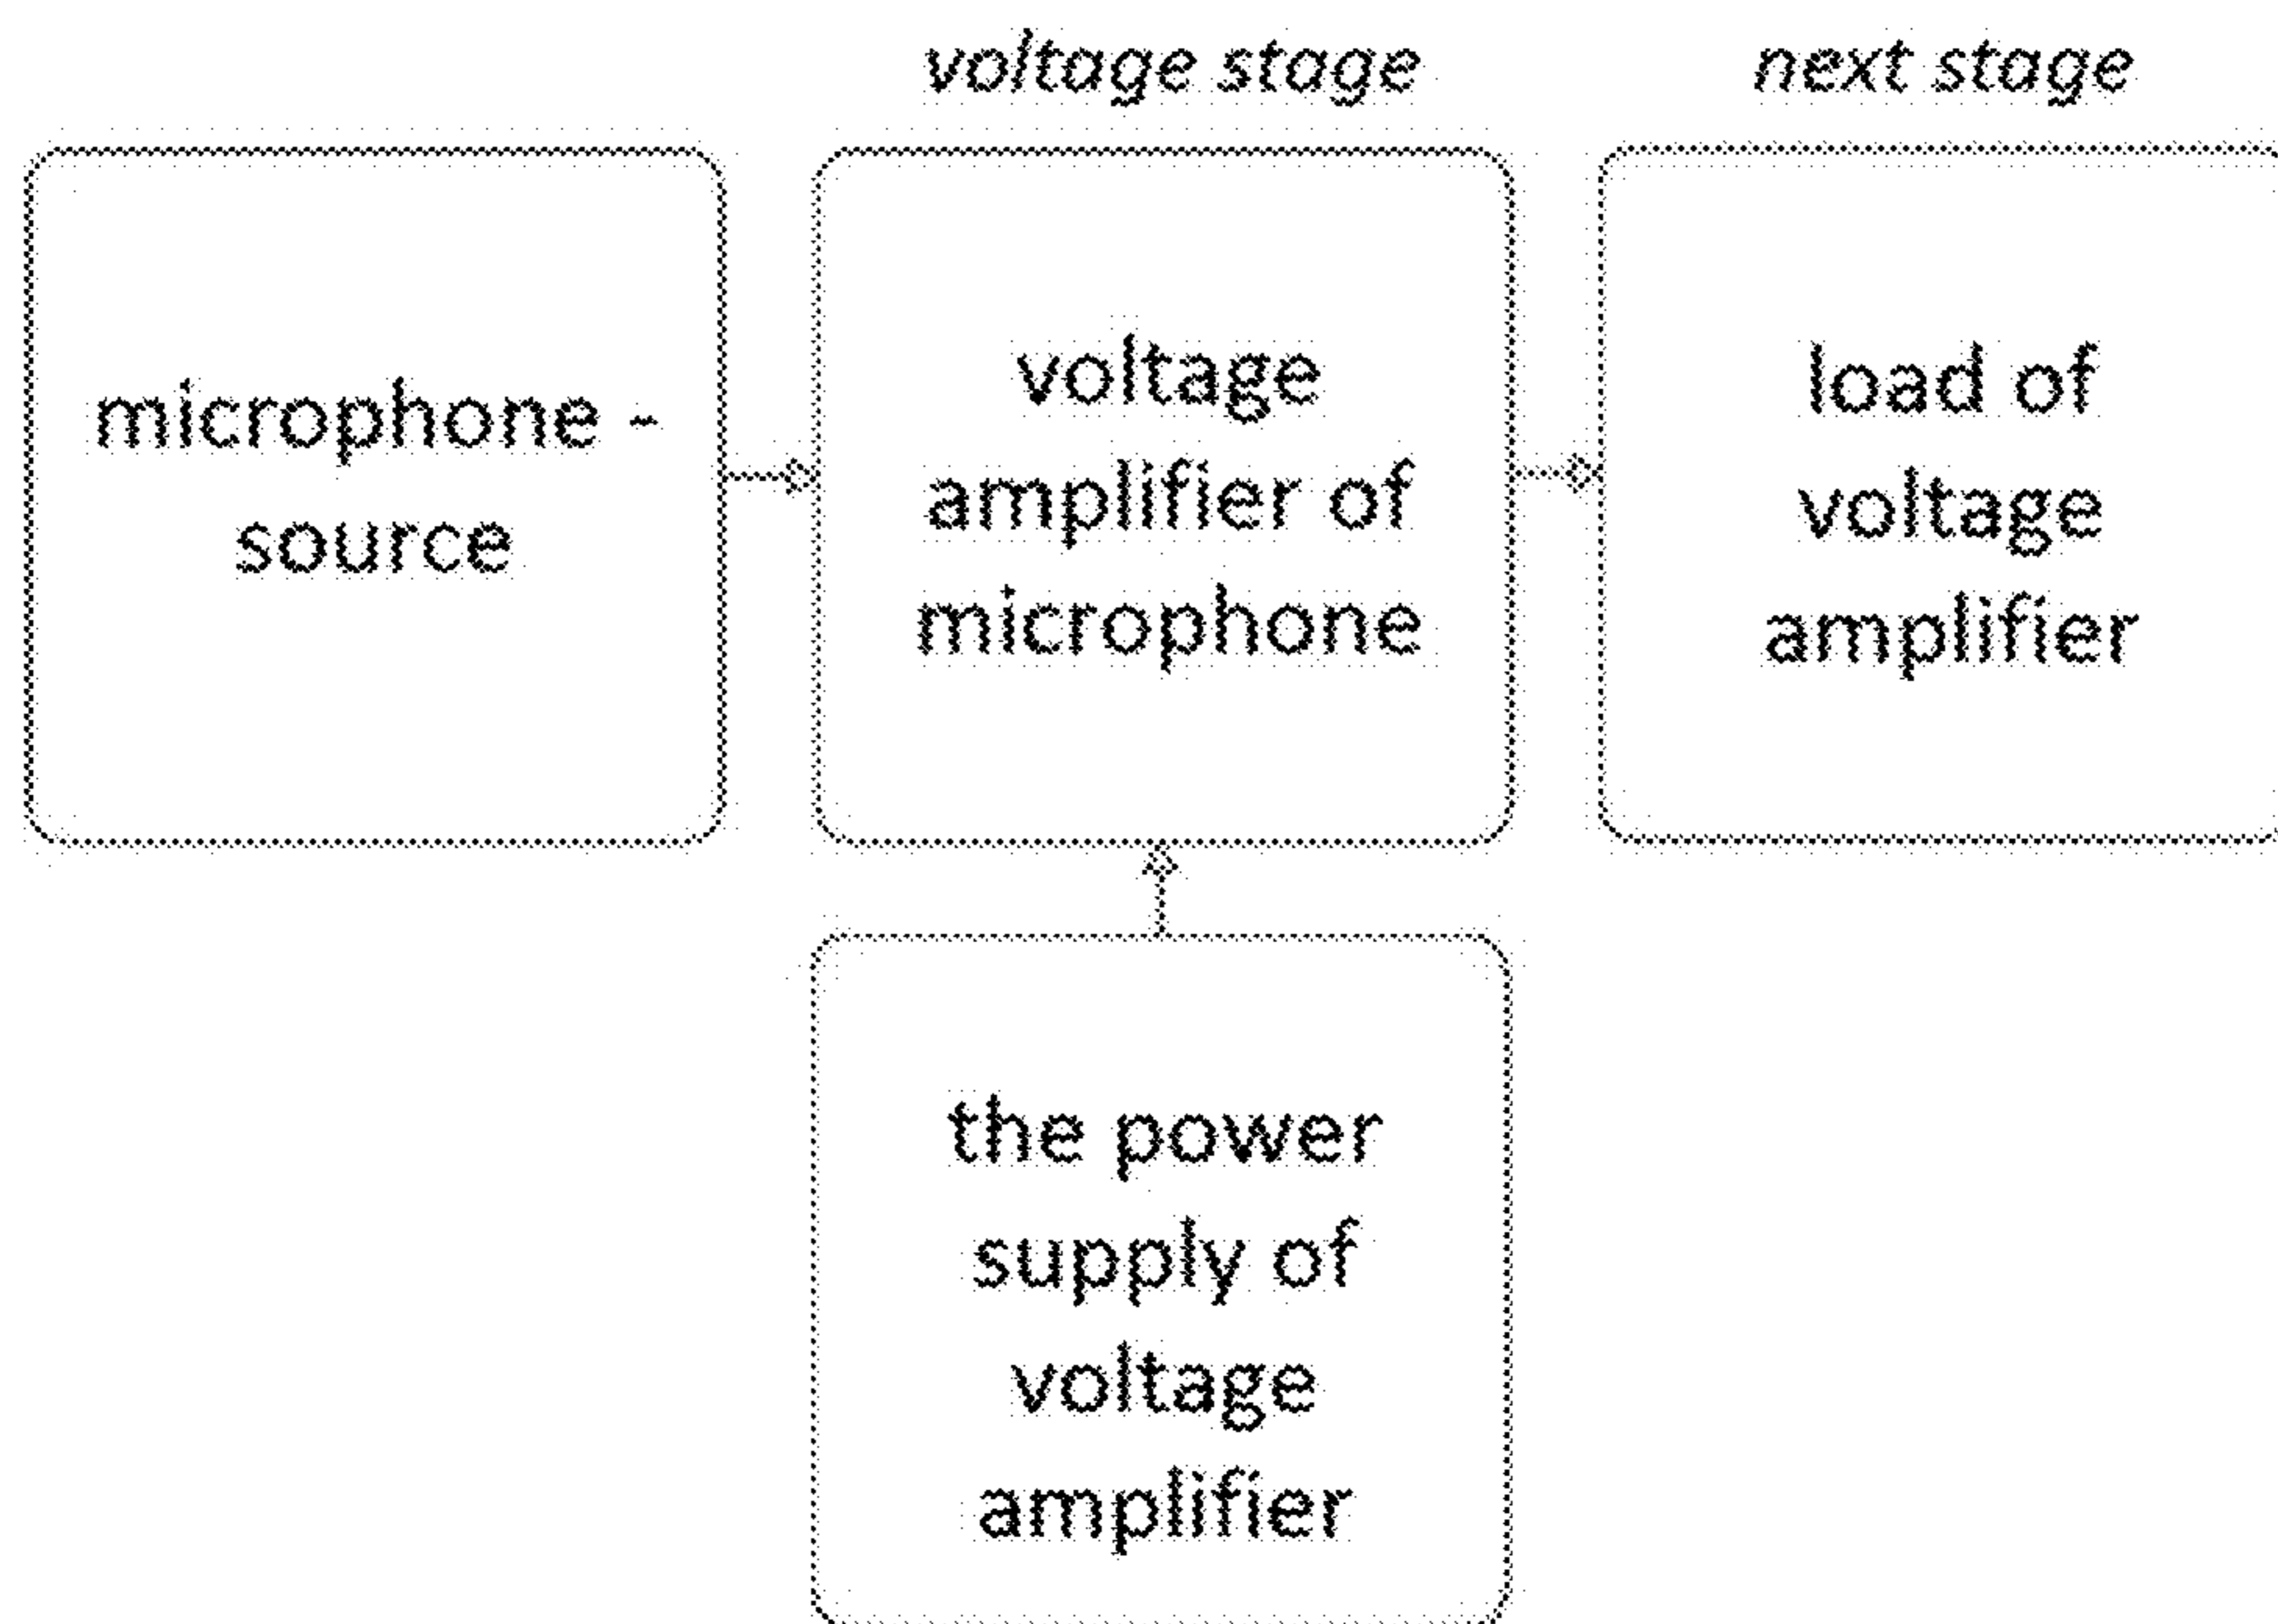 voltage stage
next stage
microphone -
source
voltage
amplifier of
microphone
load of
voltage
amplifier
the power
supply of
voltage
amplifier